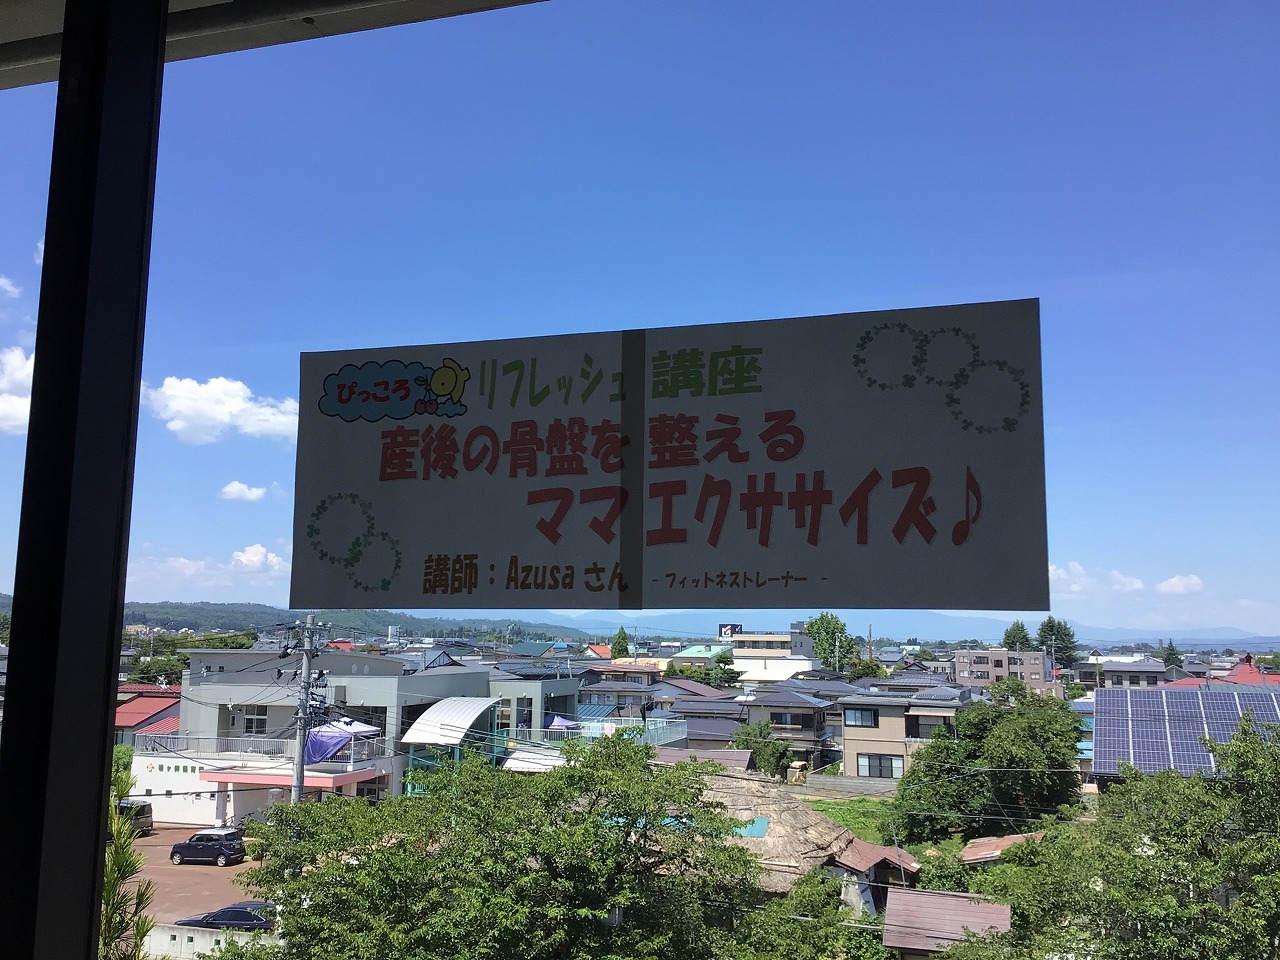 ぴっころ リフレッシュ講座
産後の骨盤を整える
ママエクササイズ♪
講師：Azusaさん -フィットネストレーナー-